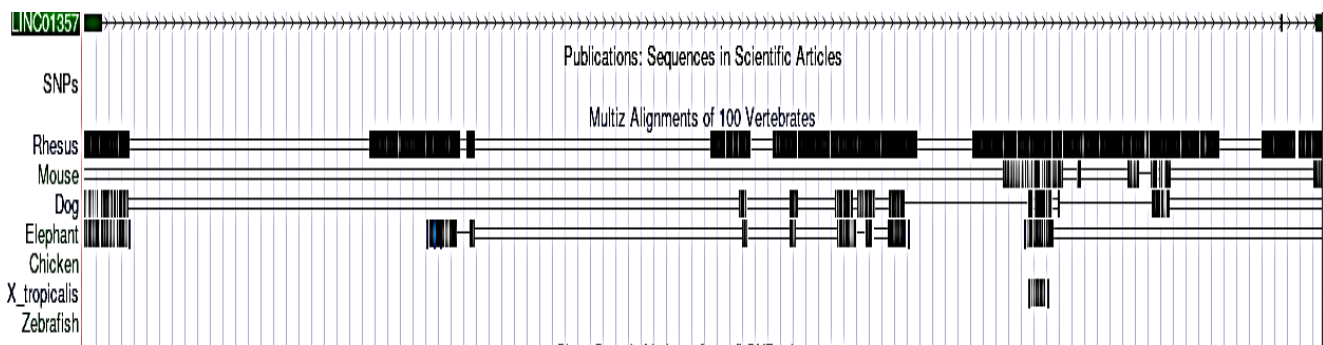 LINC01357
Publications: Sequences in Scientific Articles
SNPs
Multiz Alignments of 100 Vertebrates
Rhesus
Mouse
Dog
Elephant
Chicken
X_tropicalis
Zebrafish